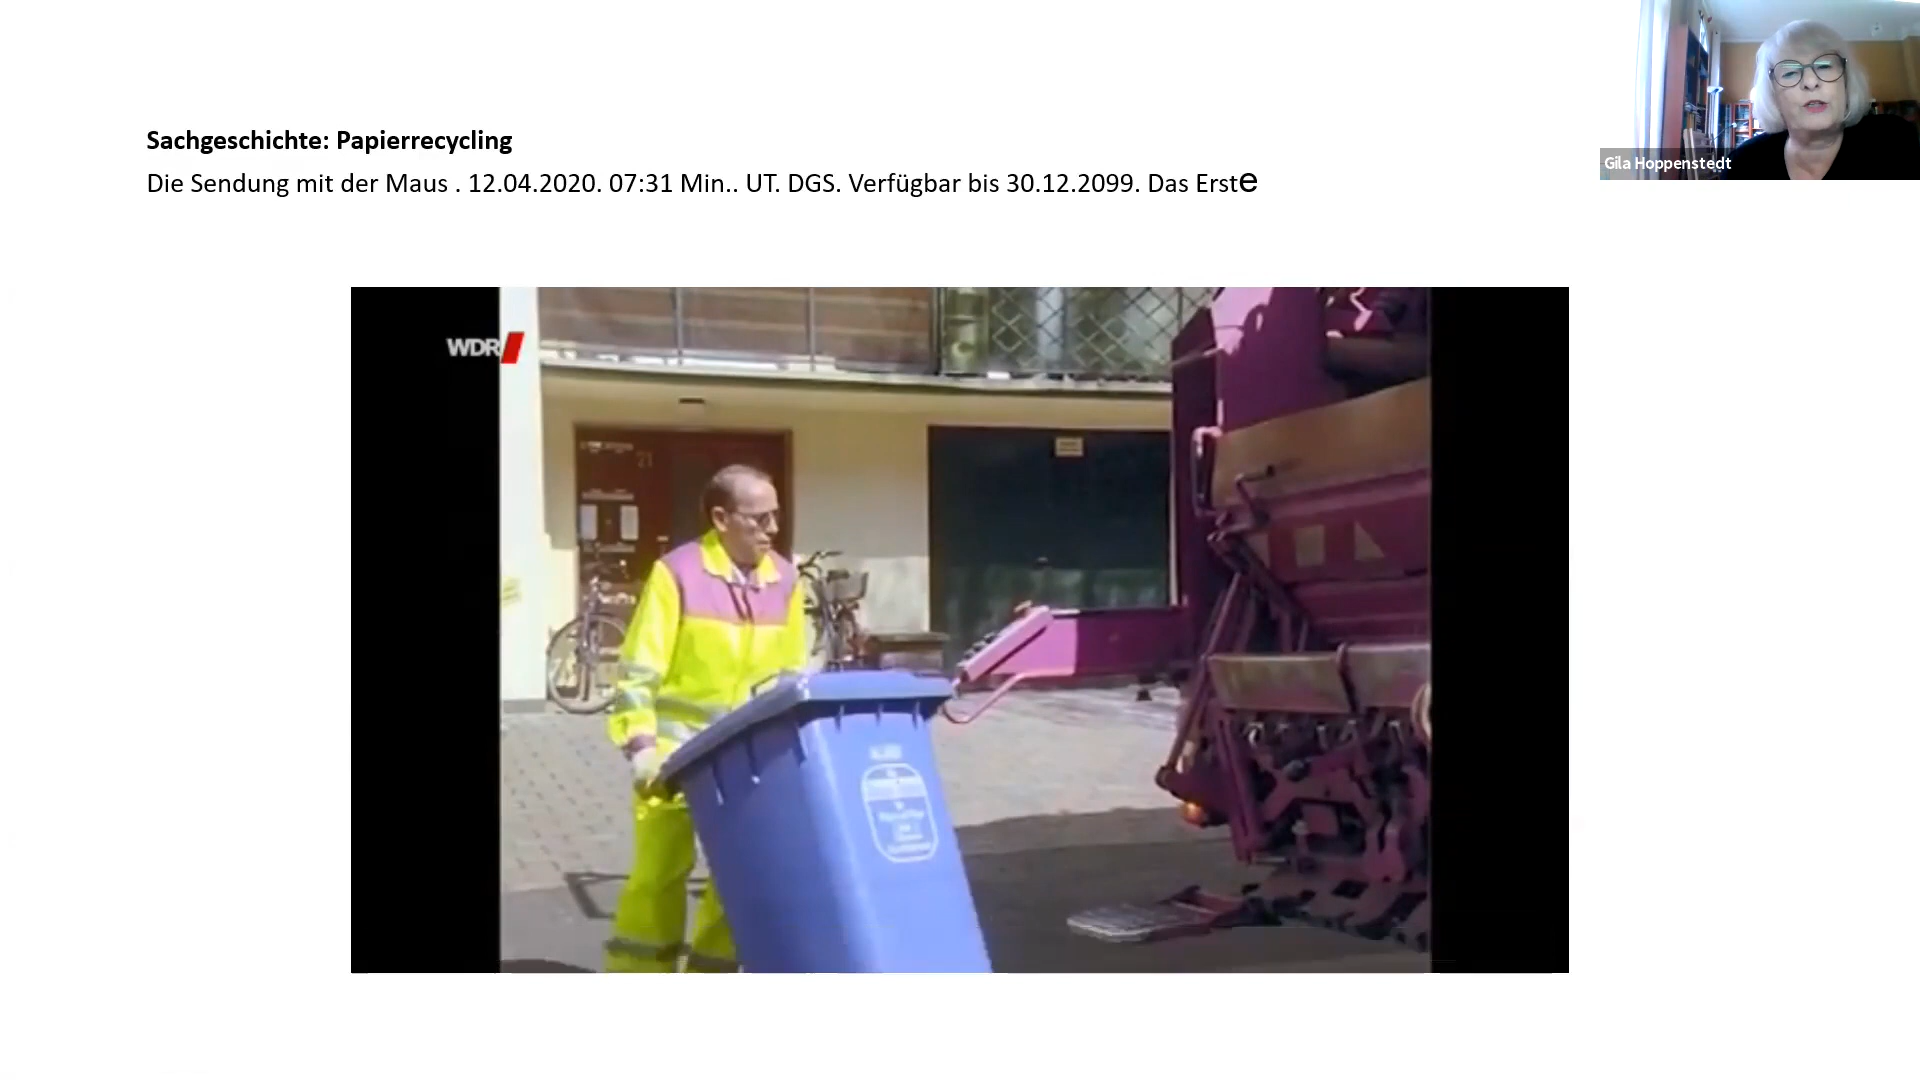 Sachgeschichte: Papierrecycling
Die Sendung mit der Maus . 12.04.2020. 07:31 Min.. UT. DGS. Verfügbar bis 30.12.2099. Das Erste
Gila Hoppenstedt
WDR
21